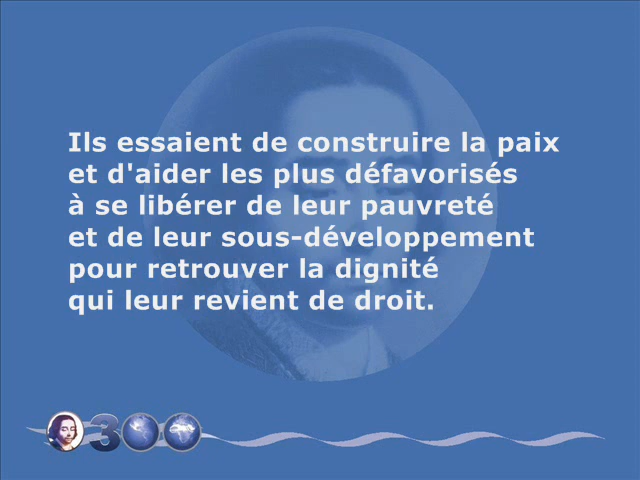 Ils essaient de construire la paix
et d'aider les plus défavorisés
à se libérer de leur pauvreté
et de leur sous-développement
pour retrouver la dignité
qui leur revient de droit.
300